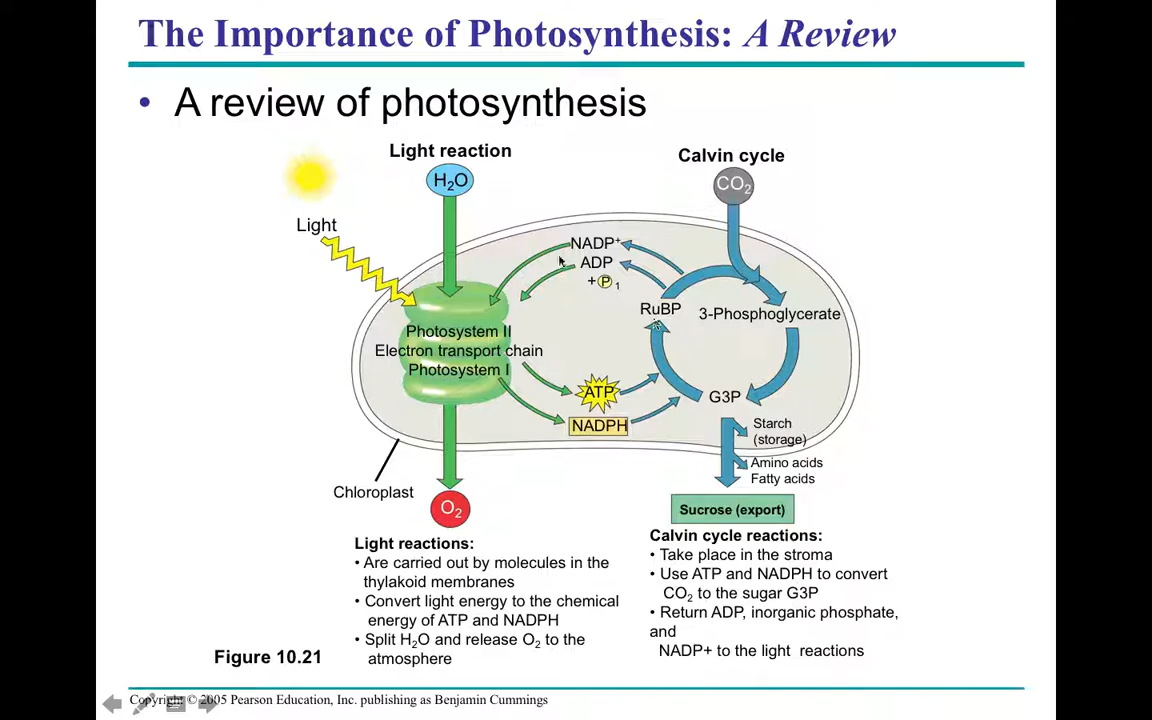 The Importance of Photosynthesis: A Review
• A review of photosynthesis
Light reaction
Calvin cycle
H2O
CO2
Light
NADP+
ADP
+ P 1
RuBP
3-Phosphoglycerate
Photosystem II
Electron transport chain
Photosystem I
ATP
NADPH
G3P
Starch
(storage)
Amino acids
Fatty acids
Chloroplast
O2
Sucrose (export)
Light reactions:
• Are carried out by molecules in the
thylakoid membranes
• Convert light energy to the chemical
energy of ATP and NADPH
• Split H2O and release O2 to the
atmosphere
Calvin cycle reactions:
• Take place in the stroma
• Use ATP and NADPH to convert
CO2 to the sugar G3P
• Return ADP, inorganic phosphate,
and
NADP+ to the light reactions
Figure 10.21
Copyright © 2005 Pearson Education, Inc. publishing as Benjamin Cummings